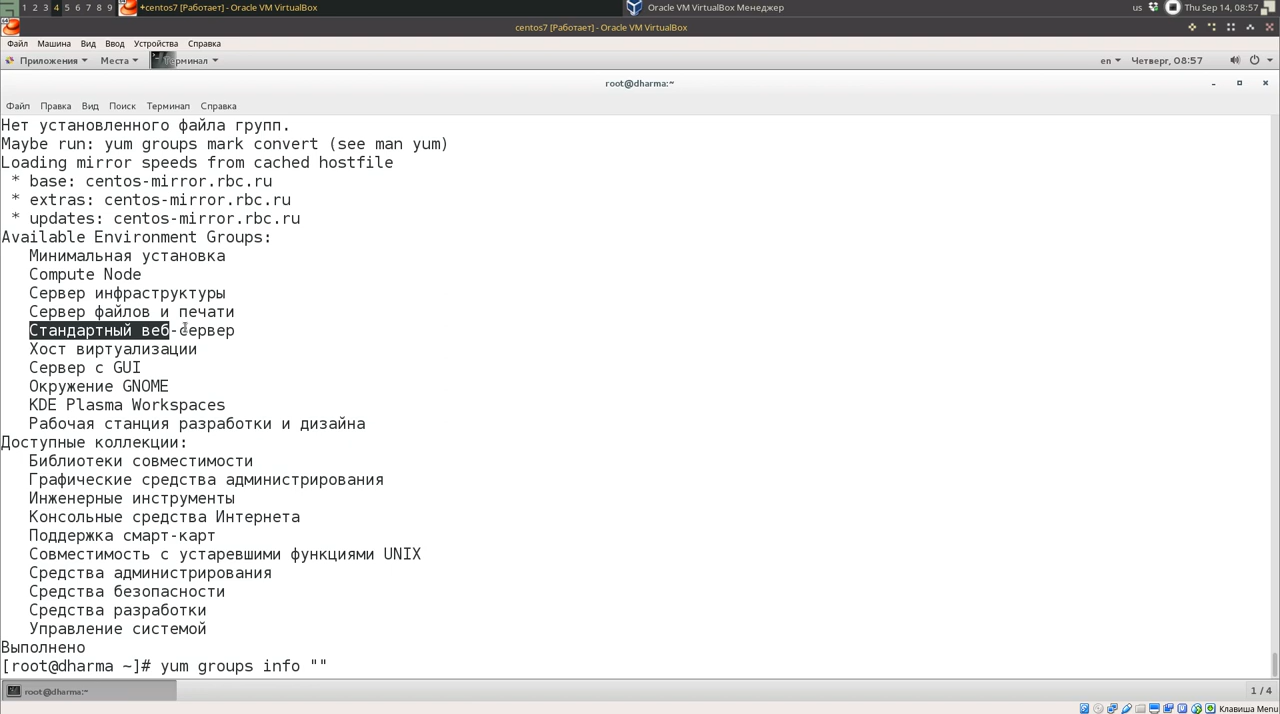 1 2 3 4 5 6 7 8 9 +centos7 [Работает] - Oracle VM VirtualBox Oracle VM VirtualBox Менеджер us Thu Sep 14, 08:57
centos7 [Работает] - Oracle VM VirtualBox
Файл Машина Вид Ввод Устройства Справка
Приложения Места Терминал en Четверг, 08:57
root@dharma:~
Файл Правка Вид Поиск Терминал Справка
Нет установленного файла групп.
Maybe run: yum groups mark convert (see man yum)
Loading mirror speeds from cached hostfile
* base: centos-mirror.rbc.ru
* extras: centos-mirror.rbc.ru
* updates: centos-mirror.rbc.ru
Available Environment Groups:
Минимальная установка
Compute Node
Сервер инфраструктуры
Сервер файлов и печати
Стандартный веб-сервер
Хост виртуализации
Сервер с GUI
Окружение GNOME
KDE Plasma Workspaces
Рабочая станция разработки и дизайна
Доступные коллекции:
Библиотеки совместимости
Графические средства администрирования
Инженерные инструменты
Консольные средства Интернета
Поддержка смарт-карт
Совместимость с устаревшими функциями UNIX
Средства администрирования
Средства безопасности
Средства разработки
Управление системой
Выполнено
[root@dharma ~]# yum groups info ""
root@dharma:~ 1 / 4
Клавиша Menu